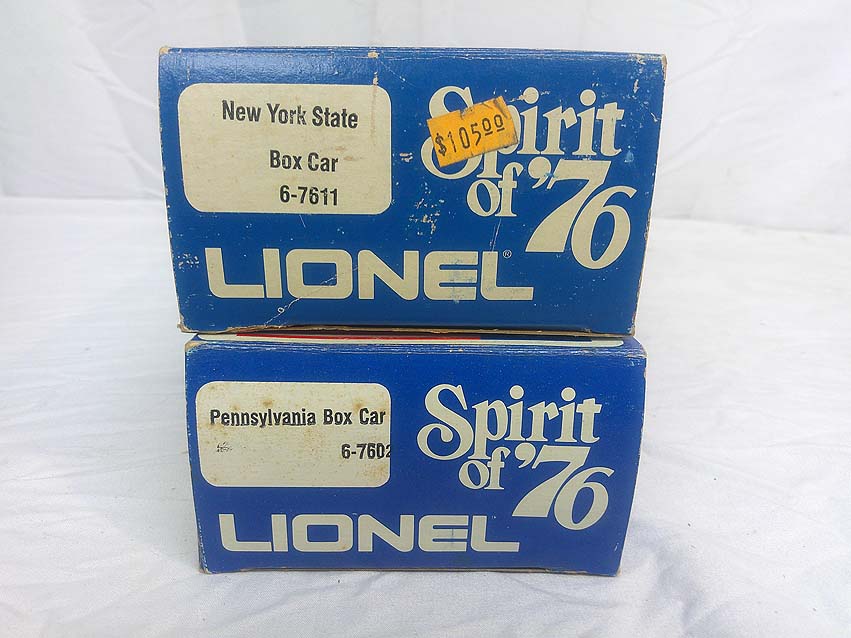 New York State
Box Car
6-7611
$105.00
Spirit
of '76
LIONEL®
Pennsylvania Box Car
6-7602
Spirit
of '76
LIONEL